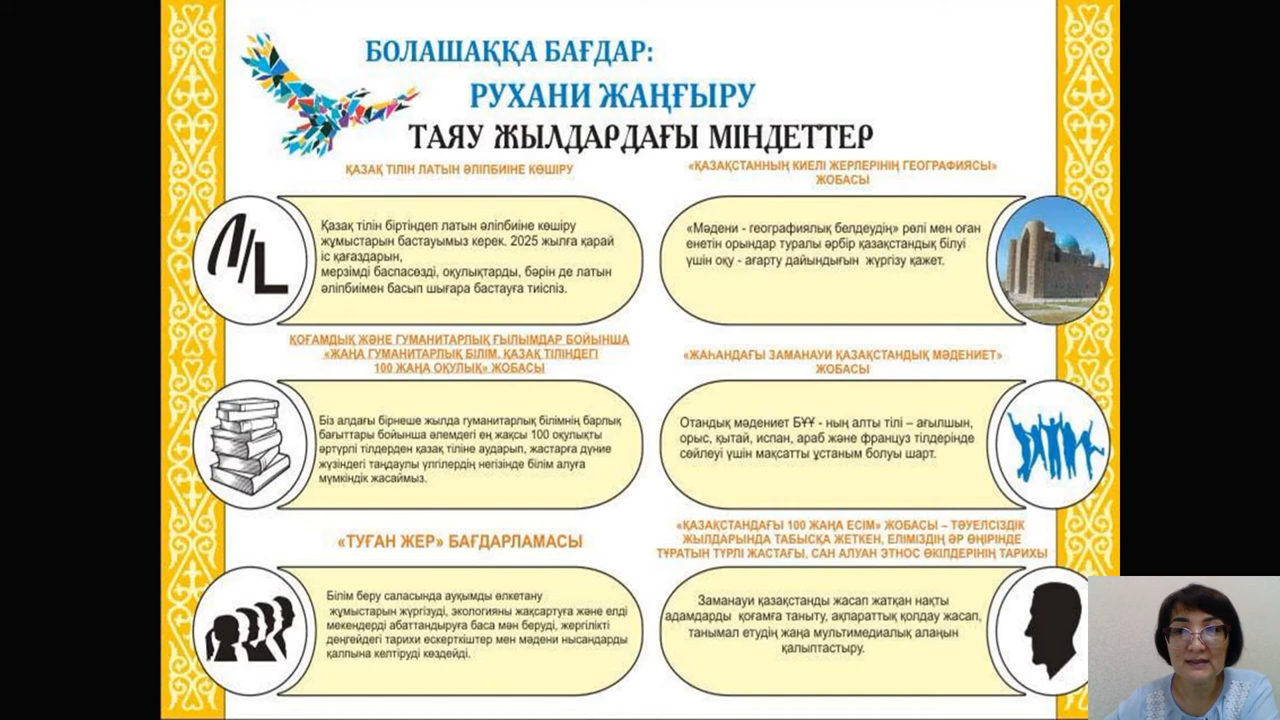 БОЛАШАҚҚА БАҒДАР:
РУХАНИ ЖАҢҒЫРУ
ТАЯУ ЖЫЛДАРДАҒЫ МІНДЕТТЕР
ҚАЗАҚ ТІЛІН ЛАТЫН ӘЛІПБИІНЕ КӨШІРУ
Л/L
Қазақ тілін біртіндеп латын әліпбиіне көшіру
жұмыстарын бастауымыз керек. 2025 жылға қарай
іс қағаздарын,
мерзімді баспасөзді, оқулықтарды, бәрін де латын
әліпбиімен басып шығара бастауға тиіспіз.
«ҚАЗАҚСТАННЫҢ КИЕЛІ ЖЕРЛЕРІНІҢ ГЕОГРАФИЯСЫ»
ЖОБАСЫ
«Мәдени - географиялық белдеудің» рөлі мен оған
енетін орындар туралы әрбір қазақстандық білуі
үшін оқу - ағарту дайындығын жүргізу қажет.
ҚОҒАМДЫҚ ЖӘНЕ ГУМАНИТАРЛЫҚ ҒЫЛЫМДАР БОЙЫНША
«ЖАҢА ГУМАНИТАРЛЫҚ БІЛІМ. ҚАЗАҚ ТІЛІНДЕГІ
100 ЖАҢА ОҚУЛЫҚ» ЖОБАСЫ
Біз алдағы бірнеше жылда гуманитарлық білімнің барлық
бағыттары бойынша әлемдегі ең жақсы 100 оқулықты
әртүрлі тілдерден қазақ тіліне аударып, жастарға дүние
жүзіндегі таңдаулы үлгілердің негізінде білім алуға
мүмкіндік жасаймыз.
«ЖАҺАНДАҒЫ ЗАМАНАУИ ҚАЗАҚСТАНДЫҚ МӘДЕНИЕТ»
ЖОБАСЫ
Отандық мәдениет БҰҰ - ның алты тілі – ағылшын,
орыс, қытай, испан, араб және француз тілдерінде
сөйлеуі үшін мақсатты ұстаным болуы шарт.
«ТУҒАН ЖЕР» БАҒДАРЛАМАСЫ
Білім беру саласында ауқымды өлкетану
жұмыстарын жүргізуді, экологияны жақсартуға және елді
мекендерді абаттандыруға баса мән беруді, жергілікті
деңгейдегі тарихи ескерткіштер мен мәдени нысандарды
қалпына келтіруді көздейді.
«ҚАЗАҚСТАНДАҒЫ 100 ЖАҢА ЕСІМ» ЖОБАСЫ – ТӘУЕЛСІЗДІК
ЖЫЛДАРЫНДА ТАБЫСҚА ЖЕТКЕН, ЕЛІМІЗДІҢ ӘР ӨҢІРІНДЕ
ТҰРАТЫН ТҮРЛІ ЖАСТАҒЫ, САН АЛУАН ЭТНОС ӨКІЛДЕРІНІҢ ТАРИХЫ
Заманауи қазақстанды жасап жатқан нақты
адамдарды қоғамға таныту, ақпараттық қолдау жасап,
танымал етудің жаңа мультимедиалық алаңын
қалыптастыру.